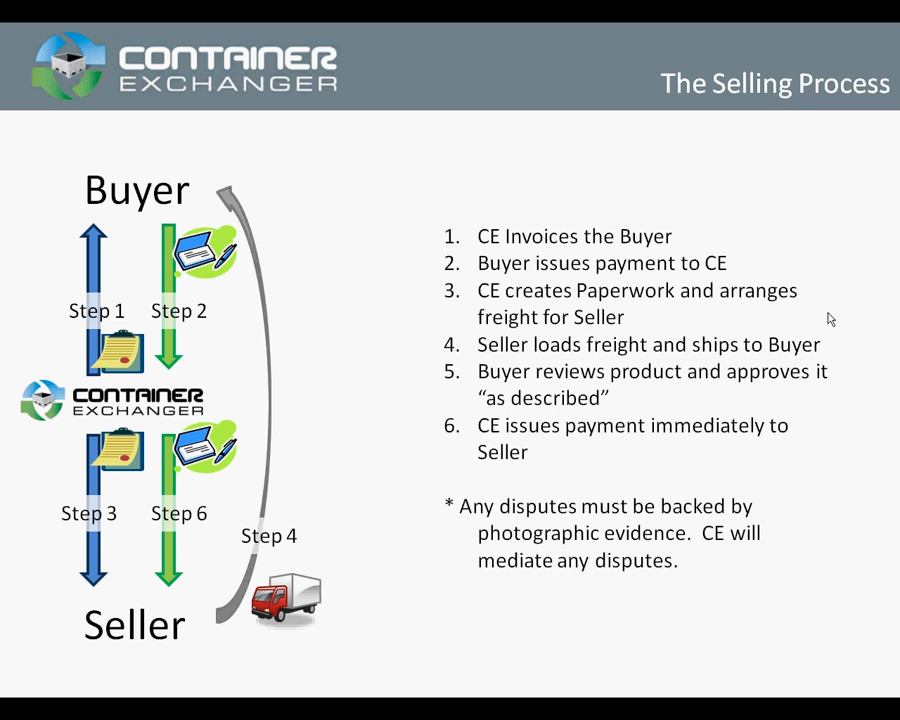 CONTAINER
EXCHANGER
The Selling Process
Buyer
Step 1
Step 2
CONTAINER
EXCHANGER
Step 3
Step 6
Step 4
Seller
1. CE Invoices the Buyer
2. Buyer issues payment to CE
3. CE creates Paperwork and arranges
freight for Seller
4. Seller loads freight and ships to Buyer
5. Buyer reviews product and approves it
“as described”
6. CE issues payment immediately to
Seller
* Any disputes must be backed by
photographic evidence. CE will
mediate any disputes.